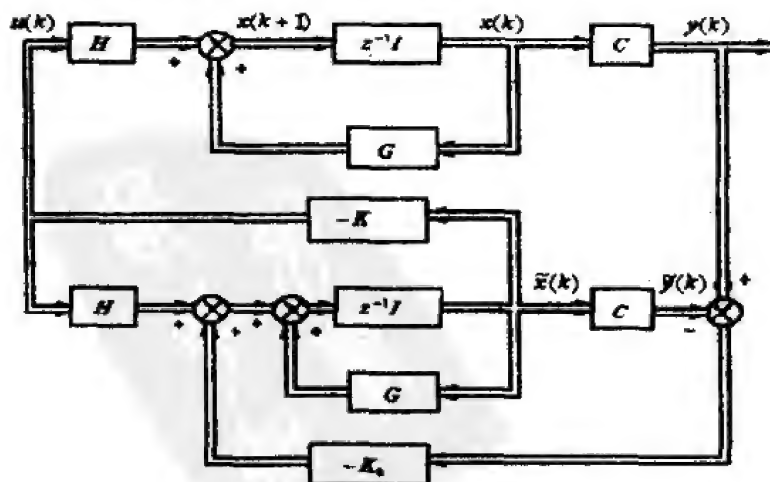 u(k) H x(k + 1) z⁻¹I x(k) C y(k)
+ +
G
-K
H z⁻¹I x̃(k) C ỹ(k) +
+ + + + -
G
-Kₑ